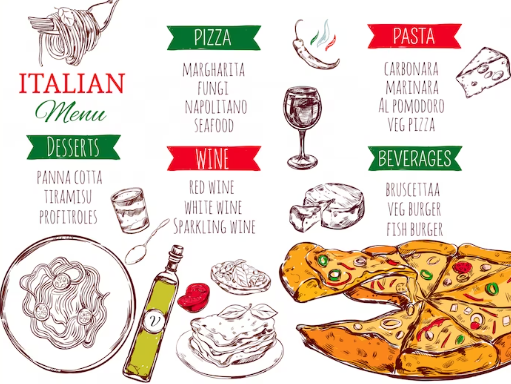 ITALIAN
Menu
DESSERTS
PANNA COTTA
TIRAMISU
PROFITROLES
PIZZA
MARGHARITA
FUNGI
NAPOLITANO
SEAFOOD
WINE
RED WINE
WHITE WINE
SPARKLING WINE
PASTA
CARBONARA
MARINARA
AL POMODORO
VEG PIZZA
BEVERAGES
BRUSCETTAA
VEG BURGER
FISH BURGER